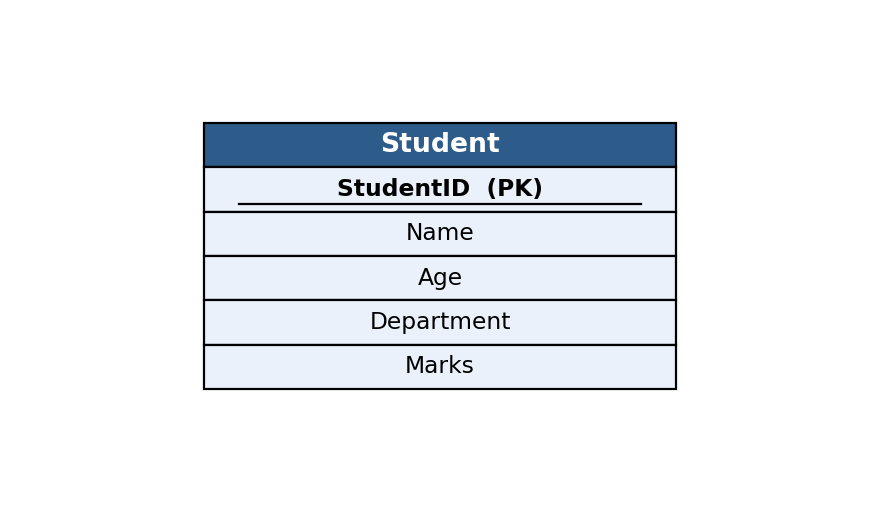 Student
StudentID  (PK)
Name
Age
Department
Marks